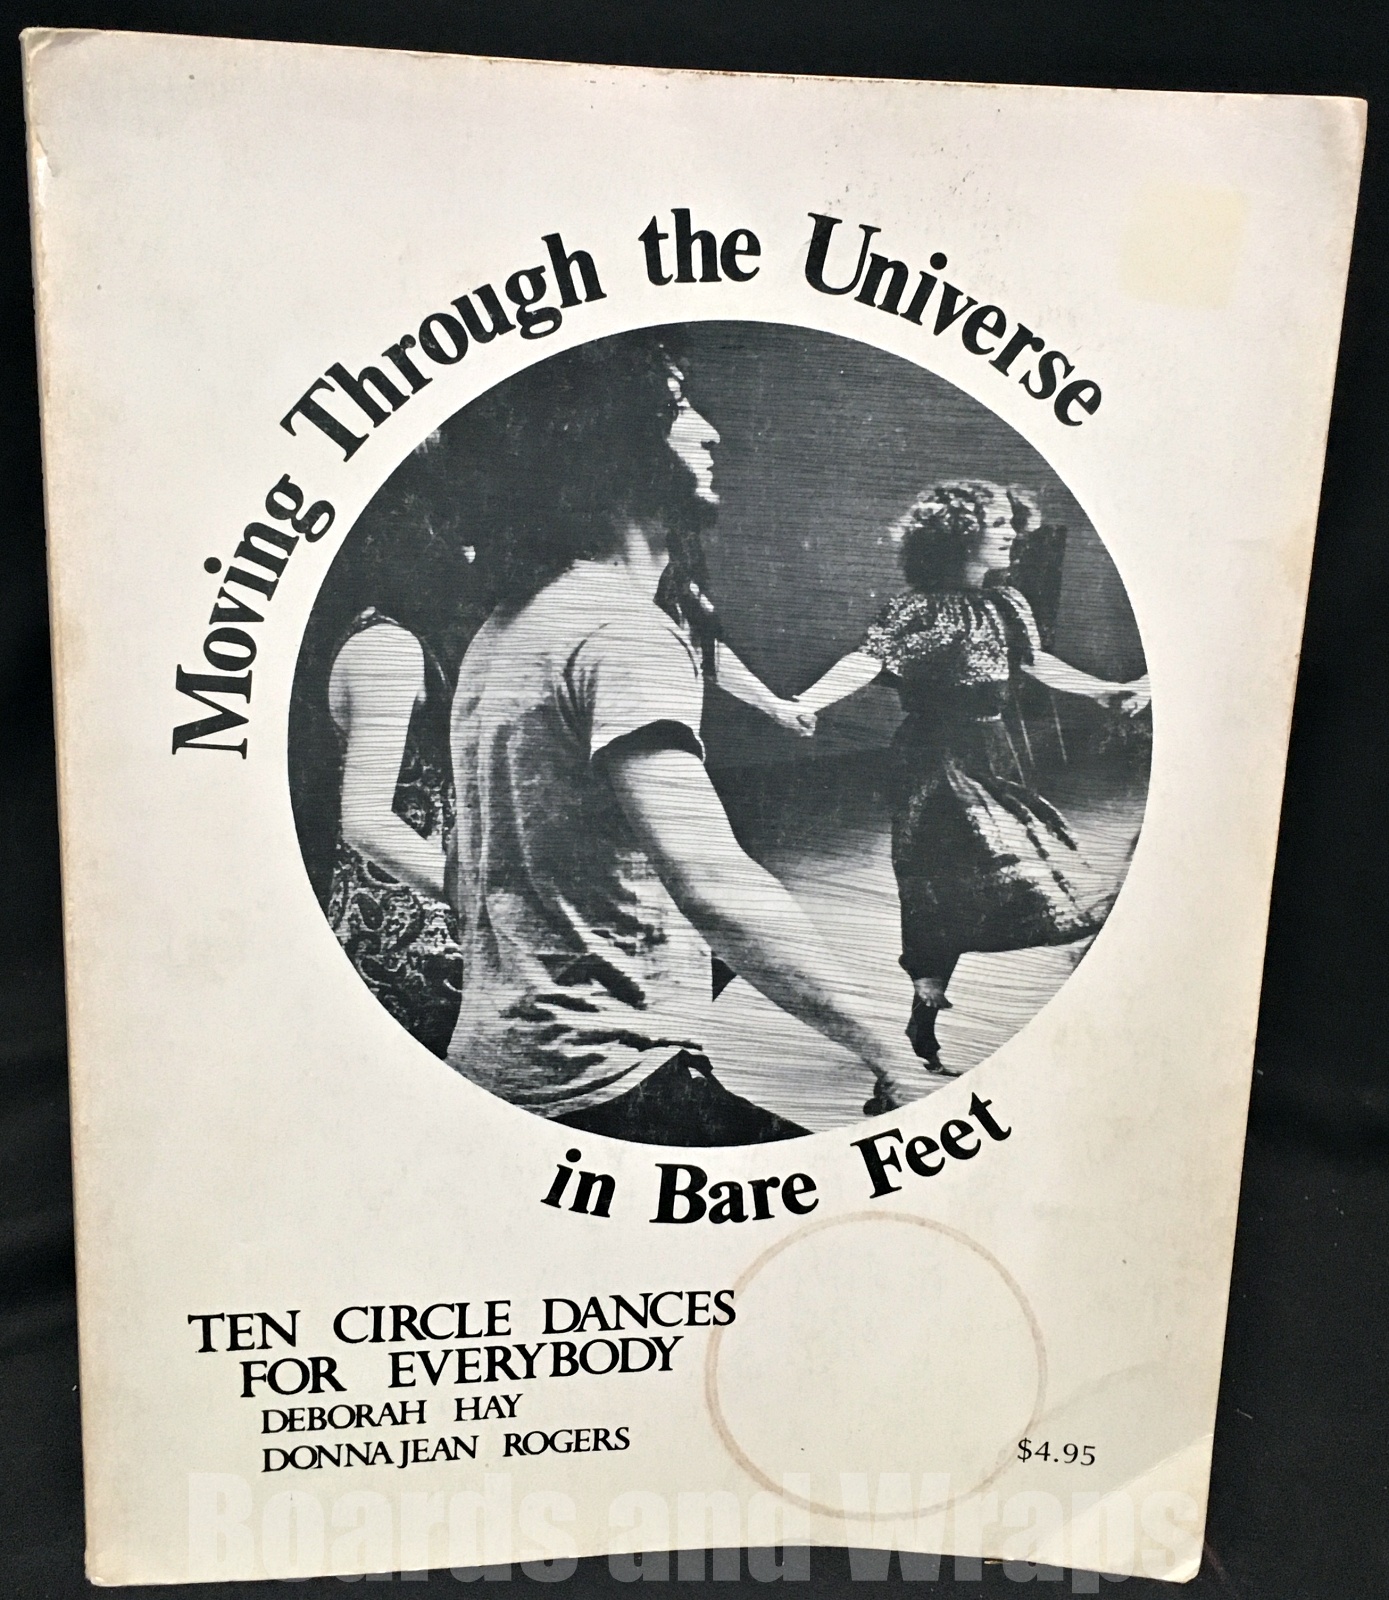 Moving Through the Universe
in Bare Feet
TEN CIRCLE DANCES
FOR EVERYBODY
DEBORAH HAY
DONNA JEAN ROGERS
$4.95
Boards and Wraps